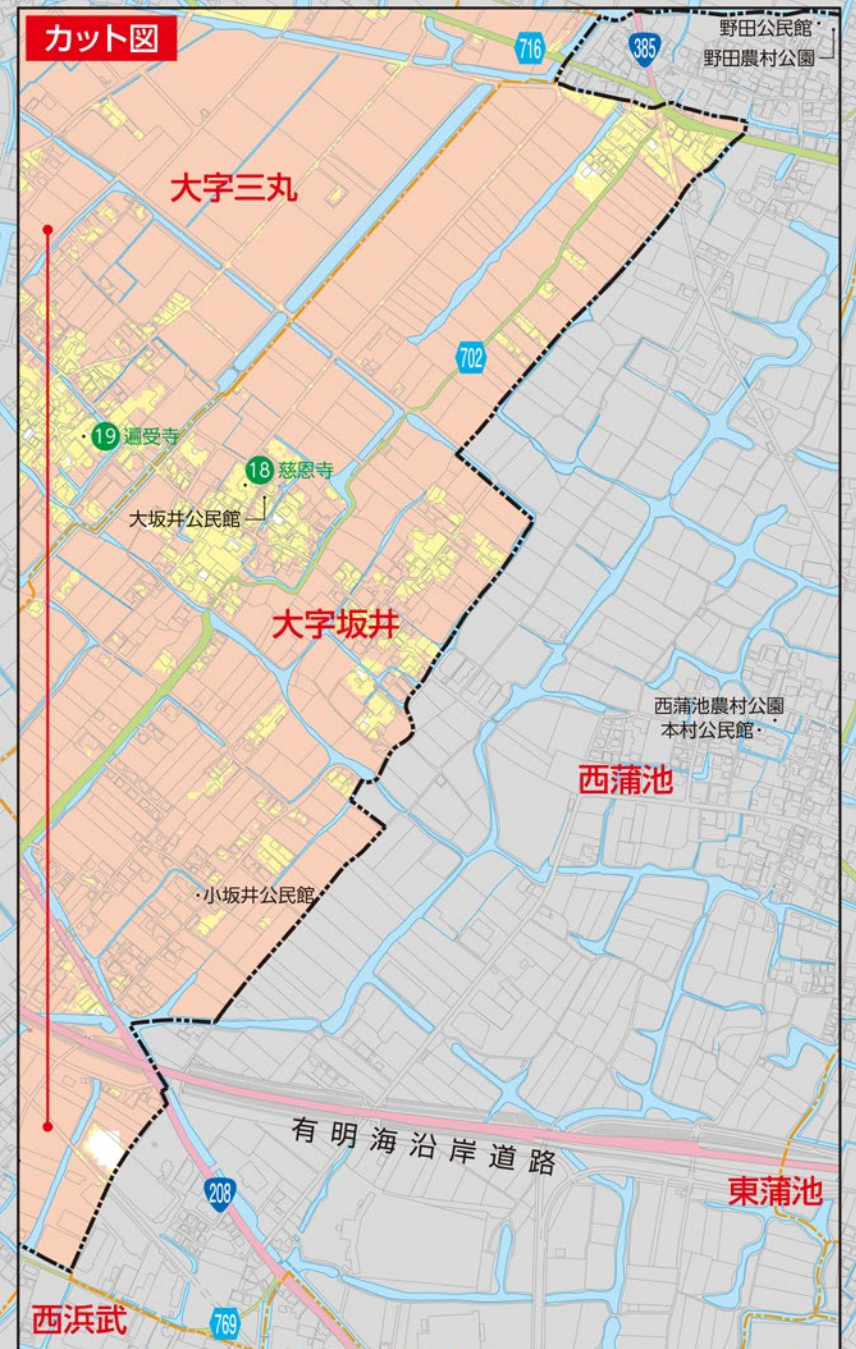 カット図
716
385
野田公民館
野田農村公園
大字三丸
702
19 遍受寺
18 慈恩寺
大坂井公民館
大字坂井
西蒲池農村公園
本村公民館
西蒲池
小坂井公民館
有明海沿岸道路
東蒲池
208
西浜武
769